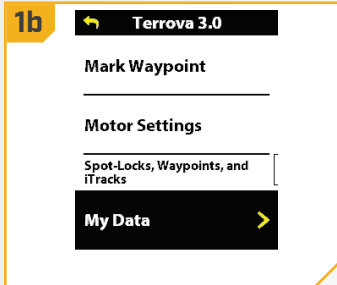 1b
Terrova 3.0
Mark Waypoint
Motor Settings
Spot-Locks, Waypoints, and
iTracks
My Data